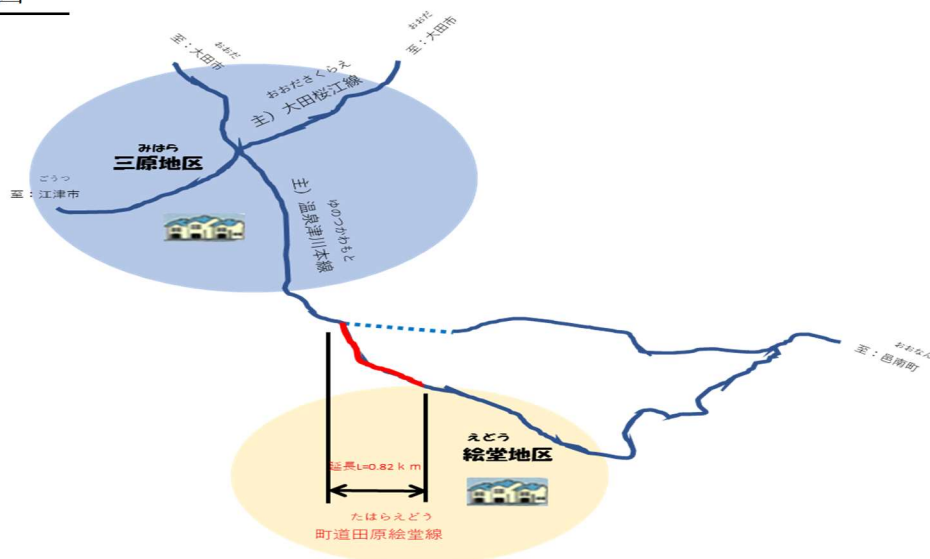 おおだ
至：大田市
おおだ
至：大田市
おおださくらえ
主）大田桜江線
みはら
三原地区
ごうつ
至：江津市
ゆのつかわもと
主）温泉津川本線
おおなん
至：邑南町
えどう
絵堂地区
延長L=0.82ｋｍ
たはらえどう
町道田原絵堂線